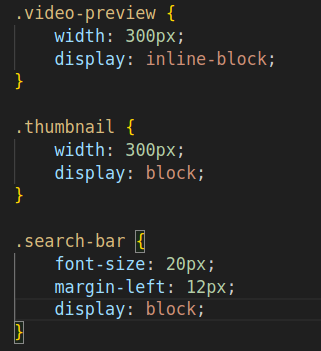 .video-preview {
    width: 300px;
    display: inline-block;
}

.thumbnail {
    width: 300px;
    display: block;
}

.search-bar {
    font-size: 20px;
    margin-left: 12px;
    display: block;
}